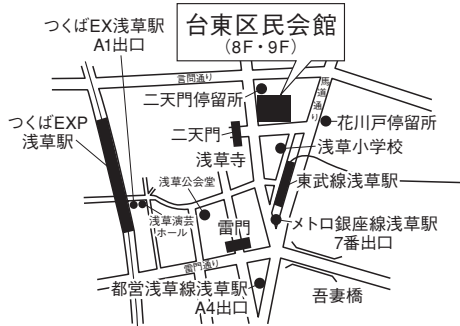 つくばEX浅草駅
A1出口
台東区民会館
(8F・9F)
言問通り
馬道通り
二天門停留所
花川戸停留所
つくばEXP
浅草駅
二天門
浅草寺
浅草小学校
東武線浅草駅
浅草公会堂
浅草演芸
ホール
雷門
メトロ銀座線浅草駅
7番出口
雷門通り
都営浅草線浅草駅
A4出口
吾妻橋